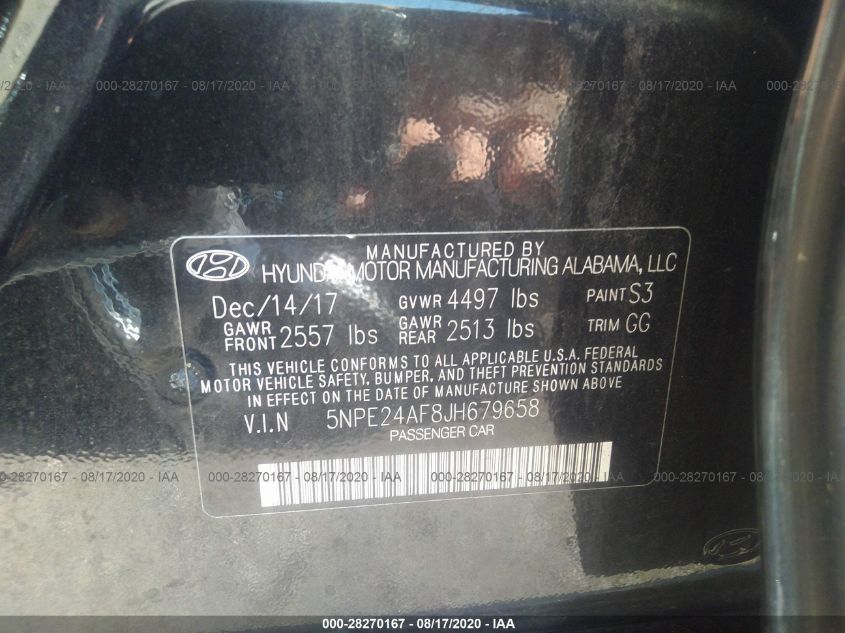 000-28270167 - 08/17/2020 - IAA
MANUFACTURED BY
HYUNDAI MOTOR MANUFACTURING ALABAMA, LLC
Dec/14/17 GVWR 4497 lbs PAINT S3
GAWR FRONT 2557 lbs GAWR REAR 2513 lbs TRIM GG
THIS VEHICLE CONFORMS TO ALL APPLICABLE U.S.A. FEDERAL
MOTOR VEHICLE SAFETY, BUMPER, AND THEFT PREVENTION STANDARDS
IN EFFECT ON THE DATE OF MANUFACTURE SHOWN ABOVE
V.I.N 5NPE24AF8JH679658
PASSENGER CAR
000-28270167 - 08/17/2020 - IAA
000-28270167 - 08/17/2020 - IAA